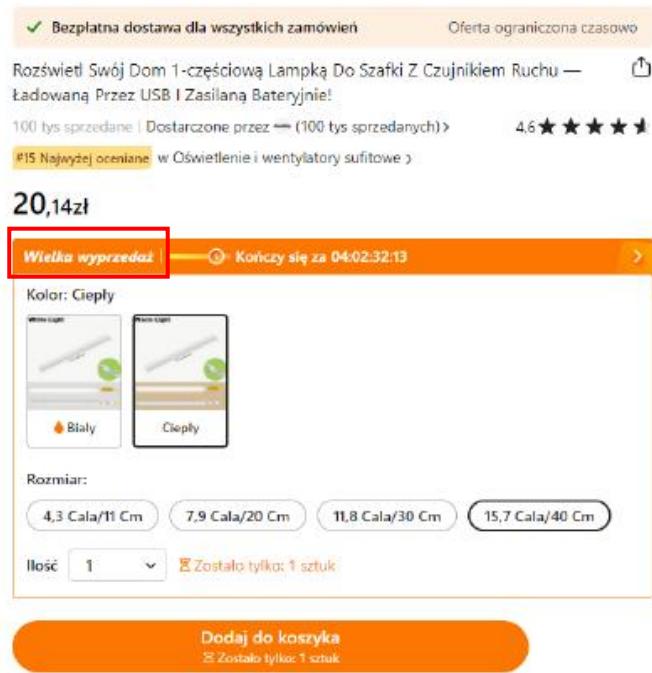 Bezpłatna dostawa dla wszystkich zamówień Oferta ograniczona czasowo
Rozświetl Swój Dom 1-częściową Lampką Do Szafki Z Czujnikiem Ruchu —
Ładowaną Przez USB I Zasilaną Bateryjnie!
100 tys sprzedane | Dostarczone przez (100 tys sprzedanych) > 4.6
#15 Najwyżej oceniane w Oświetlenie i wentylatory sufitowe >
20,14zł
Wielka wyprzedaż | Kończy się za 04:02:32:13 >
Kolor: Ciepły
White Light Warm Light
Biały Ciepły
Rozmiar:
4,3 Cala/11 Cm 7,9 Cala/20 Cm 11,8 Cala/30 Cm 15,7 Cala/40 Cm
Ilość 1 Zostało tylko: 1 sztuk
Dodaj do koszyka
Zostało tylko: 1 sztuk